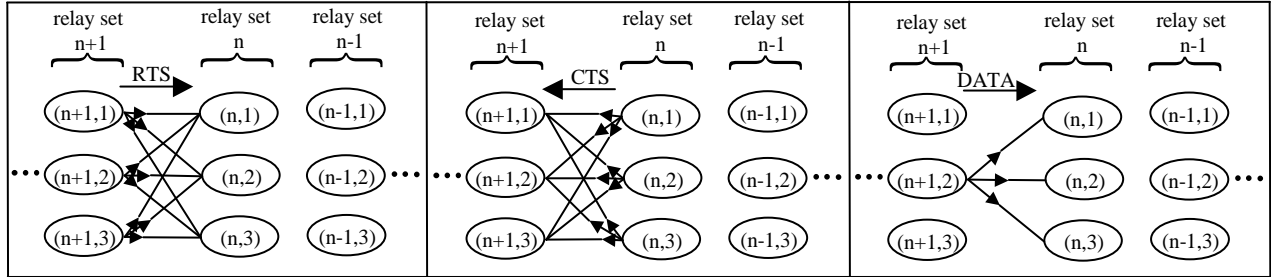 relay set relay set relay set
n+1 n n-1
RTS
(n+1,1) (n,1) (n-1,1)
(n+1,2) (n,2) (n-1,2)
(n+1,3) (n,3) (n-1,3)
relay set relay set relay set
n+1 n n-1
CTS
(n+1,1) (n,1) (n-1,1)
(n+1,2) (n,2) (n-1,2)
(n+1,3) (n,3) (n-1,3)
relay set relay set relay set
n+1 n n-1
DATA
(n+1,1) (n,1) (n-1,1)
(n+1,2) (n,2) (n-1,2)
(n+1,3) (n,3) (n-1,3)